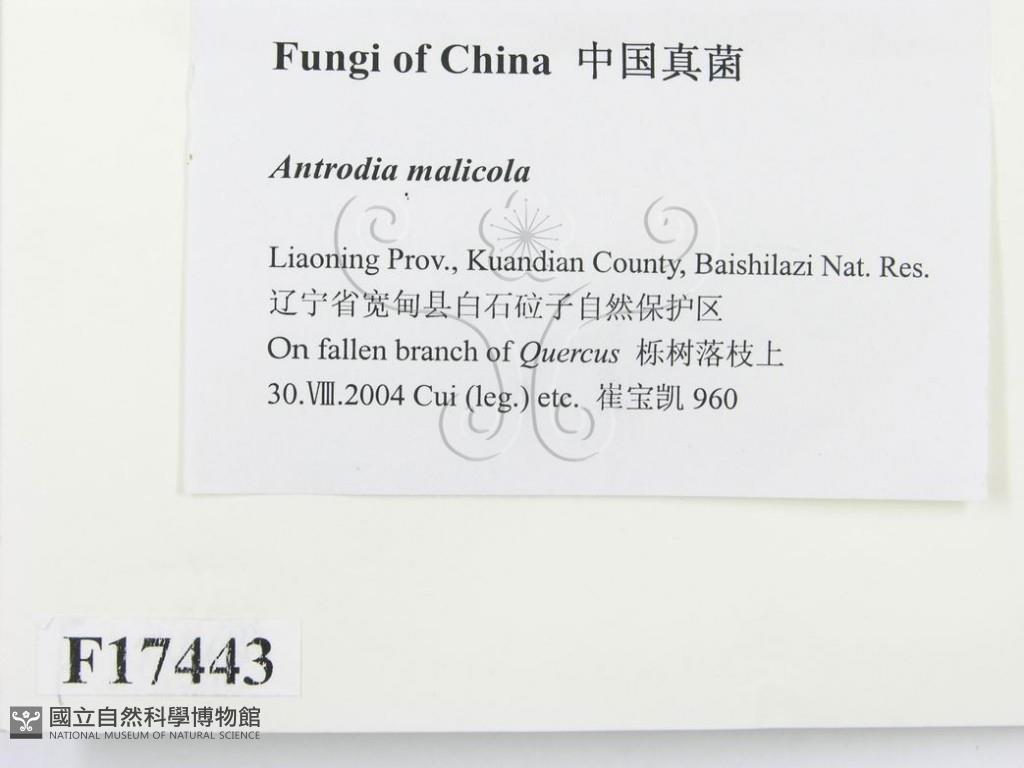 Fungi of China 中国真菌
Antrodia malicola
Liaoning Prov., Kuandian County, Baishilazi Nat. Res.
辽宁省宽甸县白石砬子自然保护区
On fallen branch of Quercus 栎树落枝上
30.Ⅷ.2004 Cui (leg.) etc. 崔宝凯 960
F17443
國立自然科學博物館
NATIONAL MUSEUM OF NATURAL SCIENCE